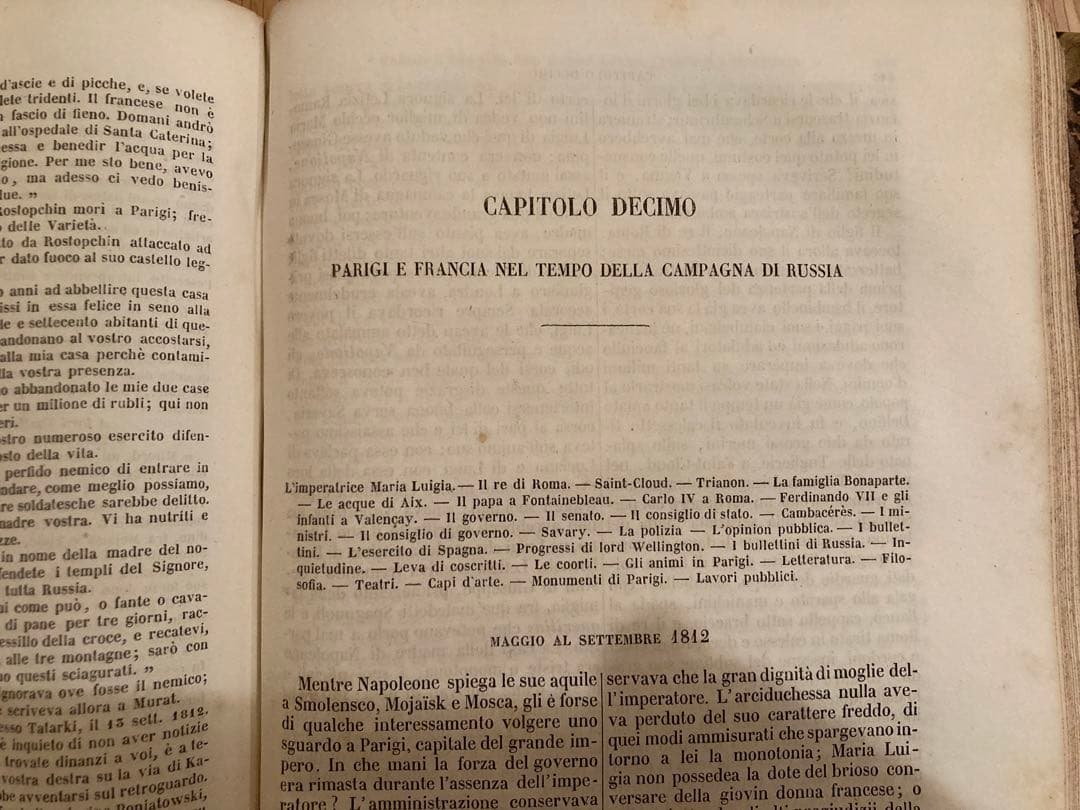 d'ascie e di picche, e, se volete
lete tridenti. Il francese non è
fascio di fieno. Domani andrò
all'ospedale di Santa Caterina;
essa e benedir l'acqua per la
gione. Per me sto bene, avevo
o, ma adesso ci vedo benis-
lue. ”
Rostopchin morì a Parigi; fre-
delle Varietà.
to da Rostopchin attaccato ad
r dato fuoco al suo castello leg-
anni ad abbellire questa casa
issi in essa felice in seno alla
le e settecento abitanti di que-
bandonano al vostro accostarsi,
alla mia casa perchè contami-
lla vostra presenza.
o abbandonato le mie due case
er un milione di rubli; qui non
eri.
stro numeroso esercito difen-
osto della vita.
perfido nemico di entrare in
ndare, come meglio possiamo,
re soldatesche sarebbe delitto.
madre vostra. Vi ha nutriti e
zze.
in nome della madre del no-
fendete i templi del Signore,
tutta Russia.
ni come può, o fante o cava-
di pane per tre giorni, rac-
essillo della croce, e recatevi,
alle tre montagne; sarò con
no questi sciagurati. ”
gnorava ove fosse il nemico;
scriveva allora a Murat.
esso Talarki, il 13 sett. 1812.
è inquieto di non aver notizie
trovate dinanzi a voi, è a te-
vostra destra su la via di Ka-
be avventarsi sul retroguardo.
Poniatowski,
CAPITOLO DECIMO
PARIGI E FRANCIA NEL TEMPO DELLA CAMPAGNA DI RUSSIA
L'imperatrice Maria Luigia. — Il re di Roma. — Saint-Cloud. — Trianon. — La famiglia Bonaparte.
— Le acque di Aix. — Il papa a Fontainebleau. — Carlo IV a Roma. — Ferdinando VII e gli
infanti a Valençay. — Il governo. — Il senato. — Il consiglio di stato. — Cambacérès. — I mi-
nistri. — Il consiglio di governo. — Savary. — La polizia — L'opinion pubblica. — I bullet-
tini. — L'esercito di Spagna. — Progressi di lord Wellington. — I bullettini di Russia. — In-
quietudine. — Leva di coscritti. — Le coorti. — Gli animi in Parigi. — Letteratura. — Filo-
sofia. — Teatri. — Capi d'arte. — Monumenti di Parigi. — Lavori pubblici.
MAGGIO AL SETTEMBRE 1812
Mentre Napoleone spiega le sue aquile
a Smolensco, Mojaïsk e Mosca, gli è forse
di qualche interessamento volgere uno
sguardo a Parigi, capitale del grande im-
pero. In che mani la forza del governo
era rimasta durante l'assenza dell'impe-
ratore? L'amministrazione conservava
servava che la gran dignità di moglie del-
l'imperatore. L'arciduchessa nulla ave-
va perduto del suo carattere freddo, di
quei modi ammisurati che spargevano in-
torno a lei la monotonia; Maria Lui-
gia non possedea la dote del brioso con-
versare della giovin donna francese; o